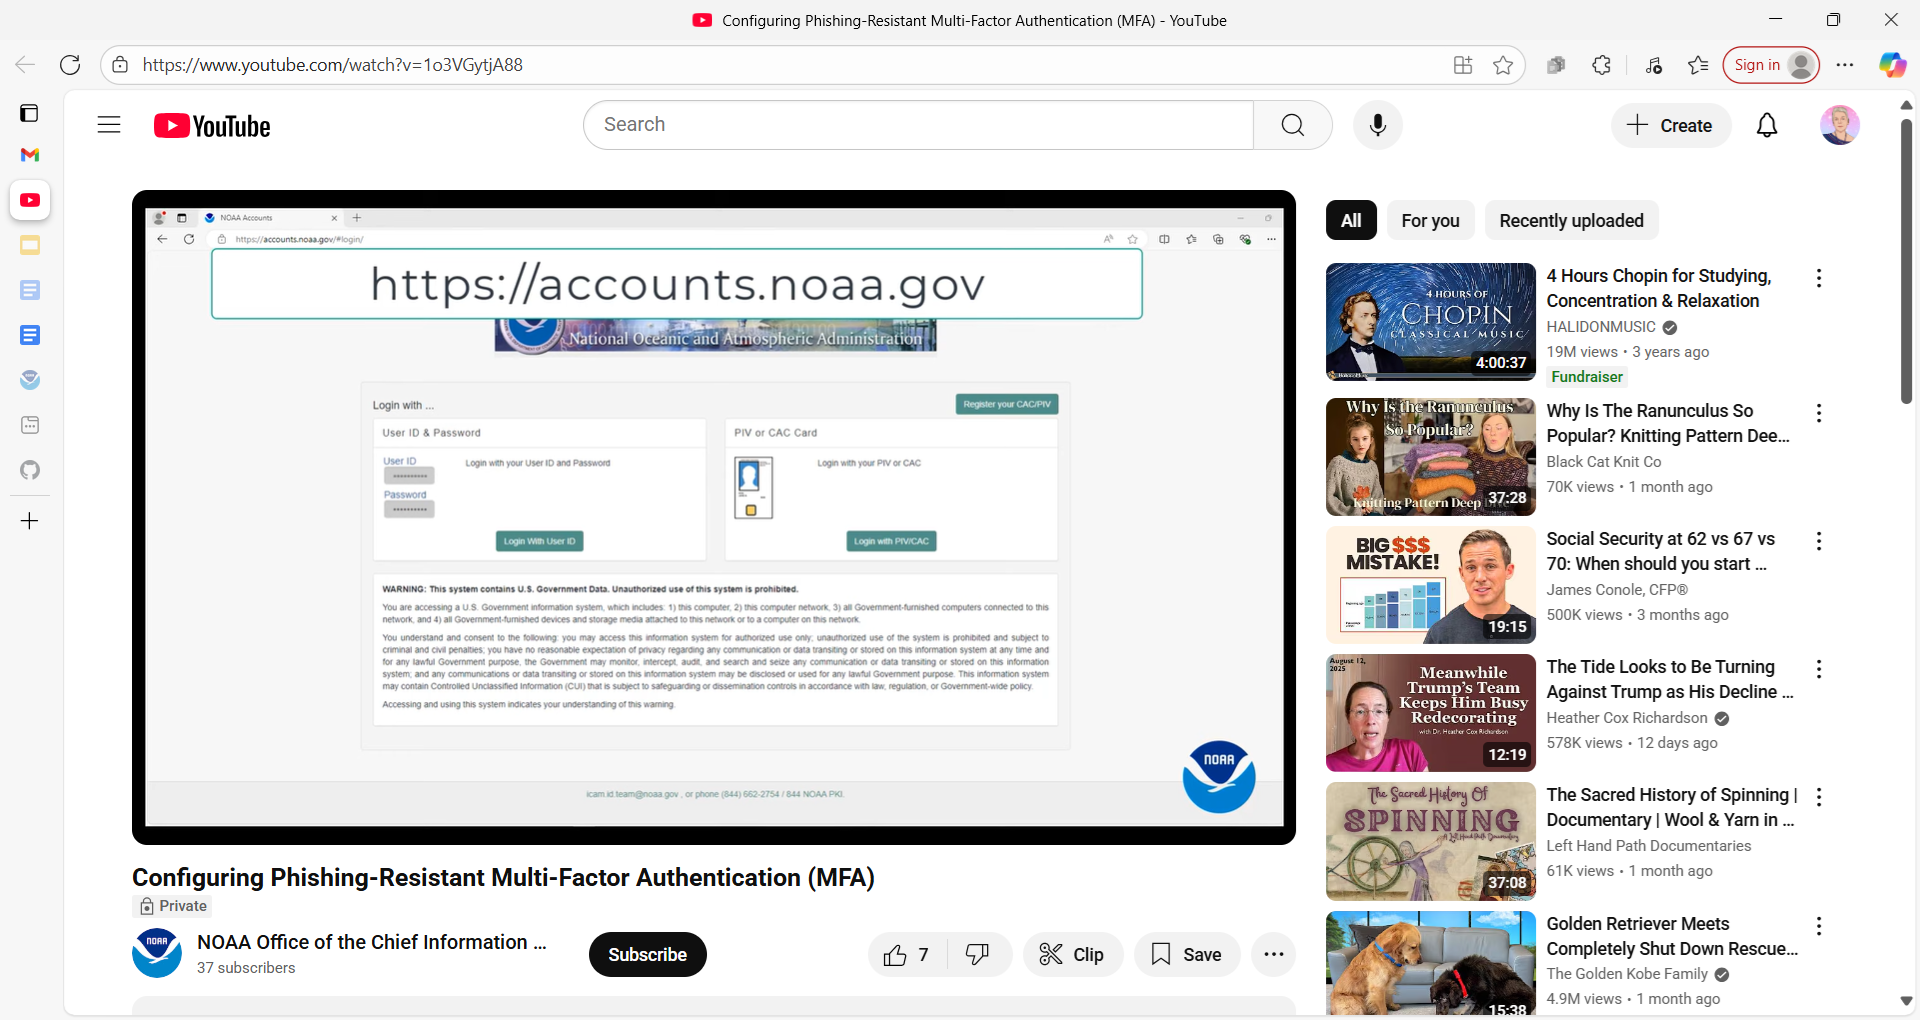 Configuring Phishing-Resistant Multi-Factor Authentication (MFA) - YouTube
https://www.youtube.com/watch?v=1o3VGytjA88
Sign in
YouTube
Search
Create
NOAA Accounts
https://accounts.noaa.gov/#login/
https://accounts.noaa.gov
National Oceanic and Atmospheric Administration
Login with ...
Register your CAC/PIV
User ID & Password
User ID
Login with your User ID and Password
Password
Login With User ID
PIV or CAC Card
Login with your PIV or CAC
Login with PIV/CAC
WARNING: This system contains U.S. Government Data. Unauthorized use of this system is prohibited.
You are accessing a U.S. Government information system, which includes: 1) this computer, 2) this computer network, 3) all Government-furnished computers connected to this
network, and 4) all Government-furnished devices and storage media attached to this network or to a computer on this network.
You understand and consent to the following: you may access this information system for authorized use only; unauthorized use of the system is prohibited and subject to
criminal and civil penalties; you have no reasonable expectation of privacy regarding any communication or data transiting or stored on this information system at any time and
for any lawful Government purpose, the Government may monitor, intercept, audit, and search and seize any communication or data transiting or stored on this information
system; and any communications or data transiting or stored on this information system may be disclosed or used for any lawful Government purpose. This information system
may contain Controlled Unclassified Information (CUI) that is subject to safeguarding or dissemination controls in accordance with law, regulation, or Government-wide policy.
Accessing and using this system indicates your understanding of this warning.
NOAA
icam.id.team@noaa.gov , or phone (844) 662-2754 / 844 NOAA PKI.
Configuring Phishing-Resistant Multi-Factor Authentication (MFA)
Private
NOAA
NOAA Office of the Chief Information ...
37 subscribers
Subscribe
7
Clip
Save
All
For you
Recently uploaded
4 HOURS OF
CHOPIN
CLASSICAL MUSIC
4:00:37
4 Hours Chopin for Studying,
Concentration & Relaxation
HALIDONMUSIC
19M views • 3 years ago
Fundraiser
Why Is the Ranunculus
So Popular?
Knitting Pattern Deep
37:28
Why Is The Ranunculus So
Popular? Knitting Pattern Dee...
Black Cat Knit Co
70K views • 1 month ago
BIG $$$
MISTAKE!
19:15
Social Security at 62 vs 67 vs
70: When should you start ...
James Conole, CFP®
500K views • 3 months ago
August 12,
2025
Meanwhile
Trump's Team
Keeps Him Busy
Redecorating
with Dr. Heather Cox Richardson
12:19
The Tide Looks to Be Turning
Against Trump as His Decline ...
Heather Cox Richardson
578K views • 12 days ago
The Sacred History Of
SPINNING
A Left Hand Path Documentary
37:08
The Sacred History of Spinning |
Documentary | Wool & Yarn in ...
Left Hand Path Documentaries
61K views • 1 month ago
15:38
Golden Retriever Meets
Completely Shut Down Rescue...
The Golden Kobe Family
4.9M views • 1 month ago